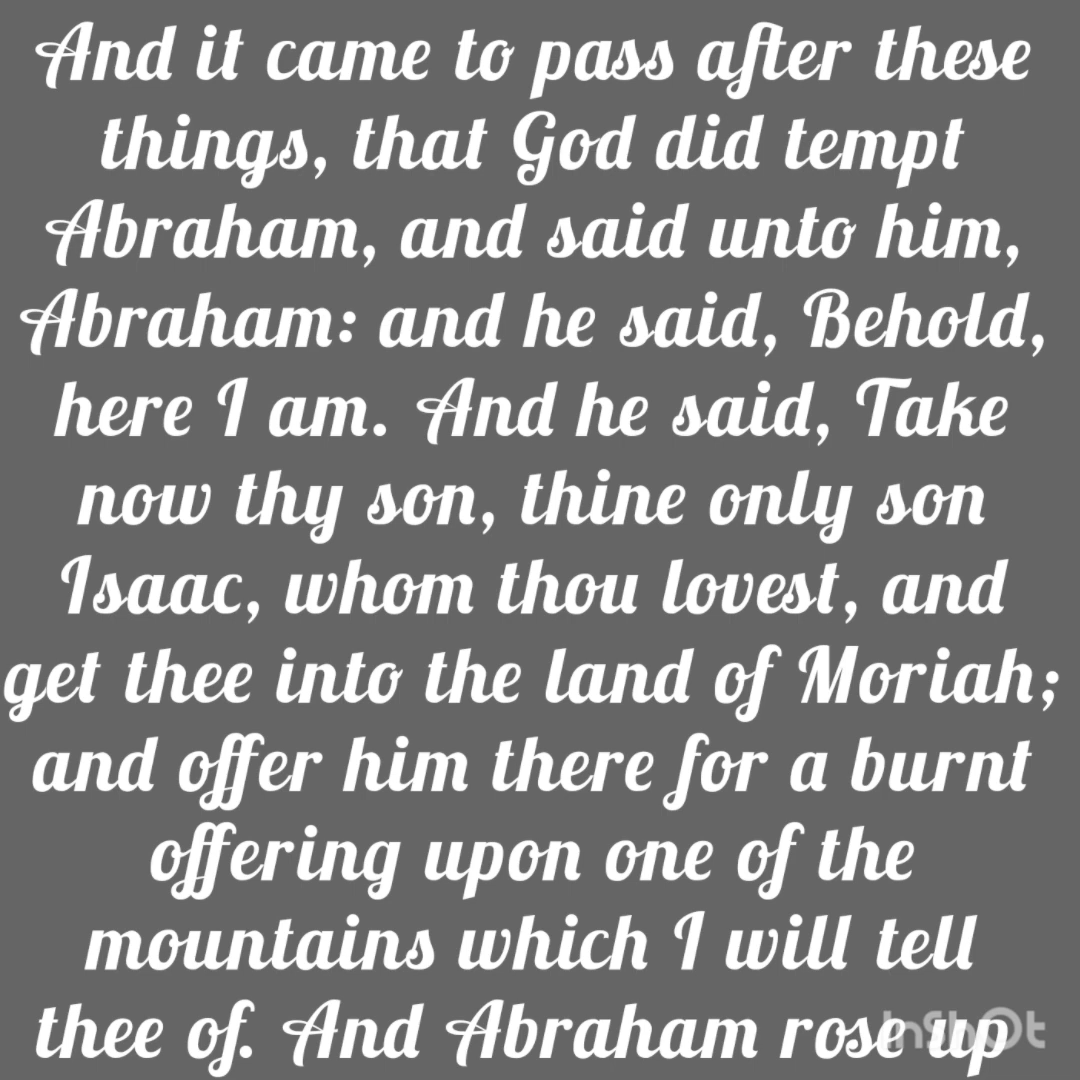 And it came to pass after these
things, that God did tempt
Abraham, and said unto him,
Abraham: and he said, Behold,
here I am. And he said, Take
now thy son, thine only son
Isaac, whom thou lovest, and
get thee into the land of Moriah;
and offer him there for a burnt
offering upon one of the
mountains which I will tell
thee of. And Abraham rose up
InShOt